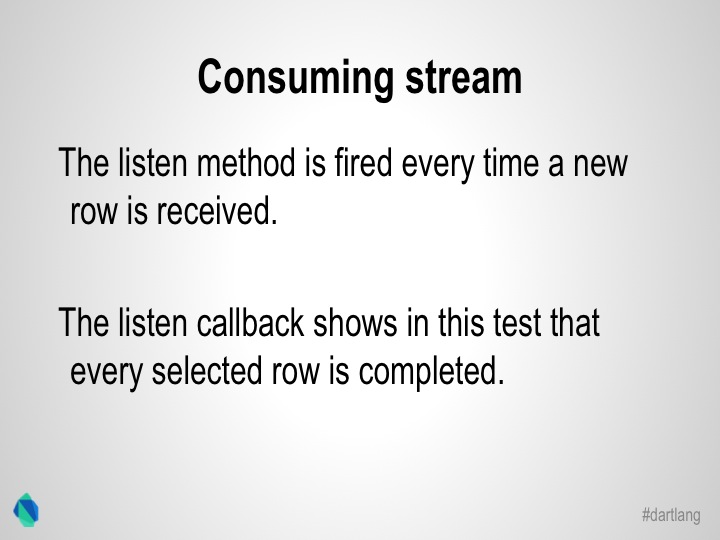 Consuming stream
The listen method is fired every time a new
row is received.
The listen callback shows in this test that
every selected row is completed.
#dartlang